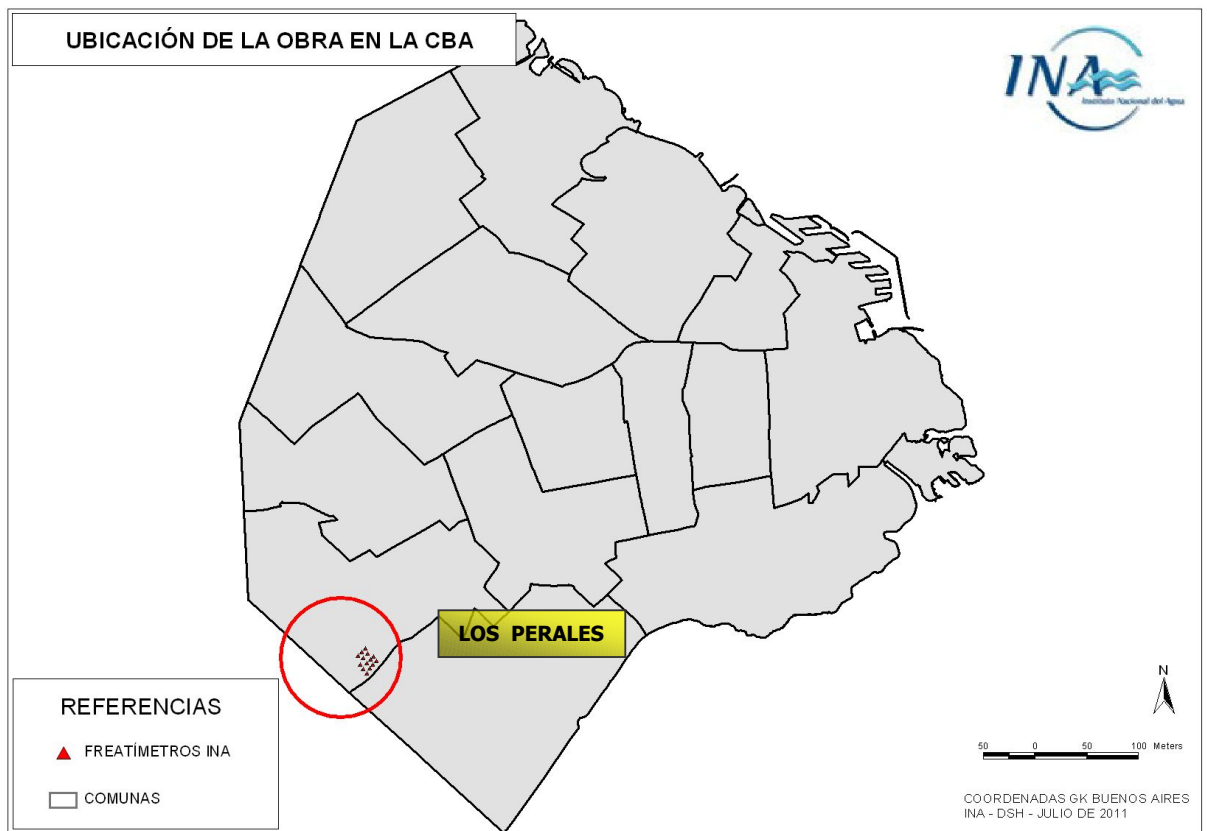 UBICACIÓN DE LA OBRA EN LA CBA
INA
Instituto Nacional del Agua
LOS PERALES
REFERENCIAS
FREATÍMETROS INA
COMUNAS
N
50 0 50 100 Meters
COORDENADAS GK BUENOS AIRES
INA - DSH - JULIO DE 2011